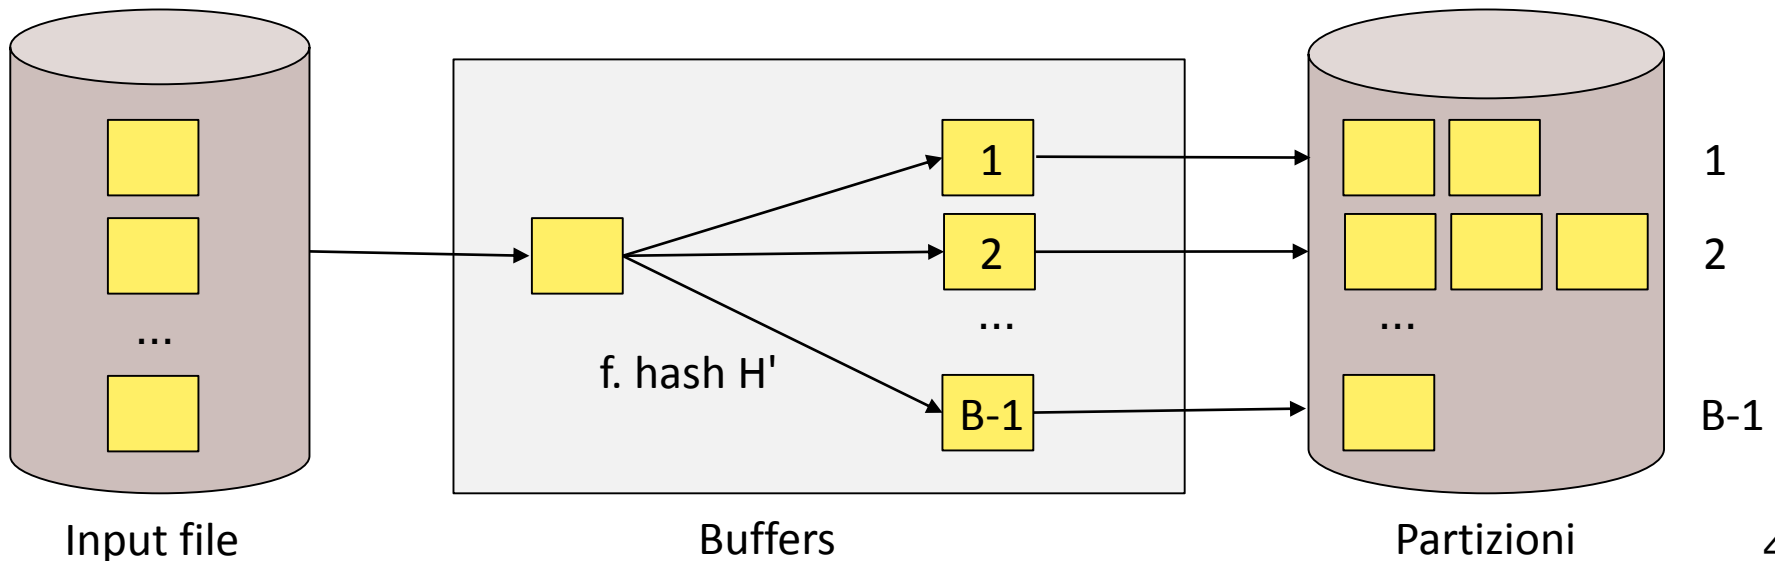 1
1
2
2
...
...
...
f. hash H'
B-1
B-1
Input file
Buffers
Partizioni